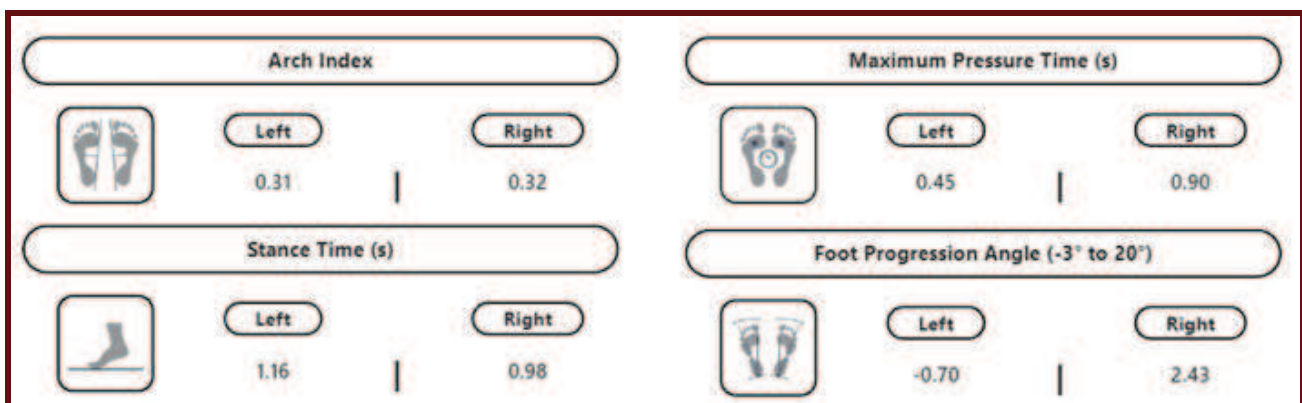 Arch Index
Left
Right
0.31 | 0.32
Stance Time (s)
Left
Right
1.16 | 0.98
Maximum Pressure Time (s)
Left
Right
0.45 | 0.90
Foot Progression Angle (-3° to 20°)
Left
Right
-0.70 | 2.43